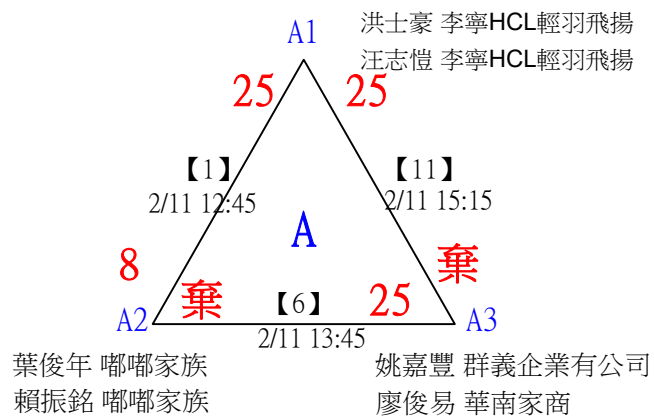 A1
洪士豪 李寧HCL輕羽飛揚
汪志愷 李寧HCL輕羽飛揚
25 25
【1】 【11】
2/11 12:45 2/11 15:15
A
8 棄
棄 【6】 25
A2 A3
2/11 13:45
葉俊年 嘟嘟家族 姚嘉豐 群義企業有公司
賴振銘 嘟嘟家族 廖俊易 華南家商